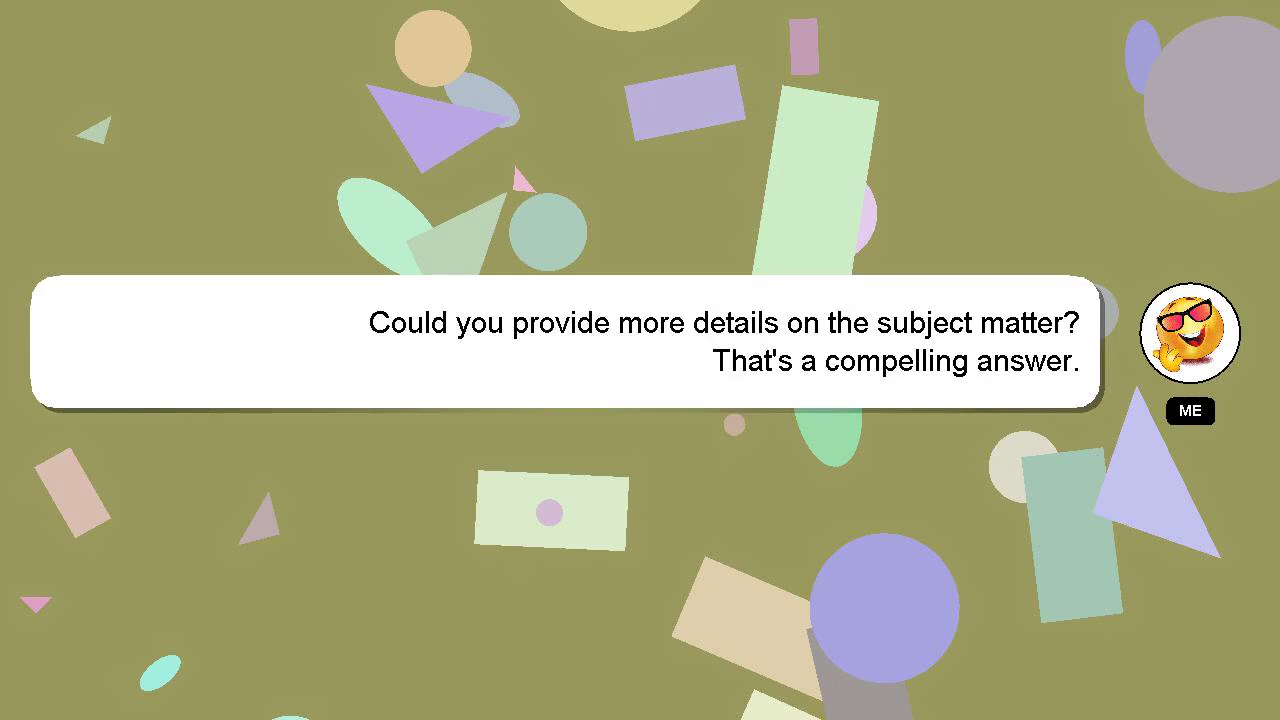 Could you provide more details on the subject matter?
That's a compelling answer.
ME